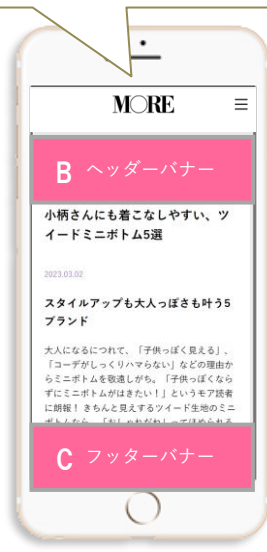 MORE
B ヘッダーバナー
小柄さんにも着こなしやすい、ツ
イードミニボトム5選
2023.03.02
スタイルアップも大人っぽさも叶う5
ブランド
大人になるにつれて、「子供っぽく見える」、
「コーデがしっくりハマらない」などの理由か
らミニボトムを敬遠しがち。「子供っぽくなら
ずにミニボトムがはきたい！」というモア読者
に朗報！ きちんと見えするツイード生地のミニ
C フッターバナー